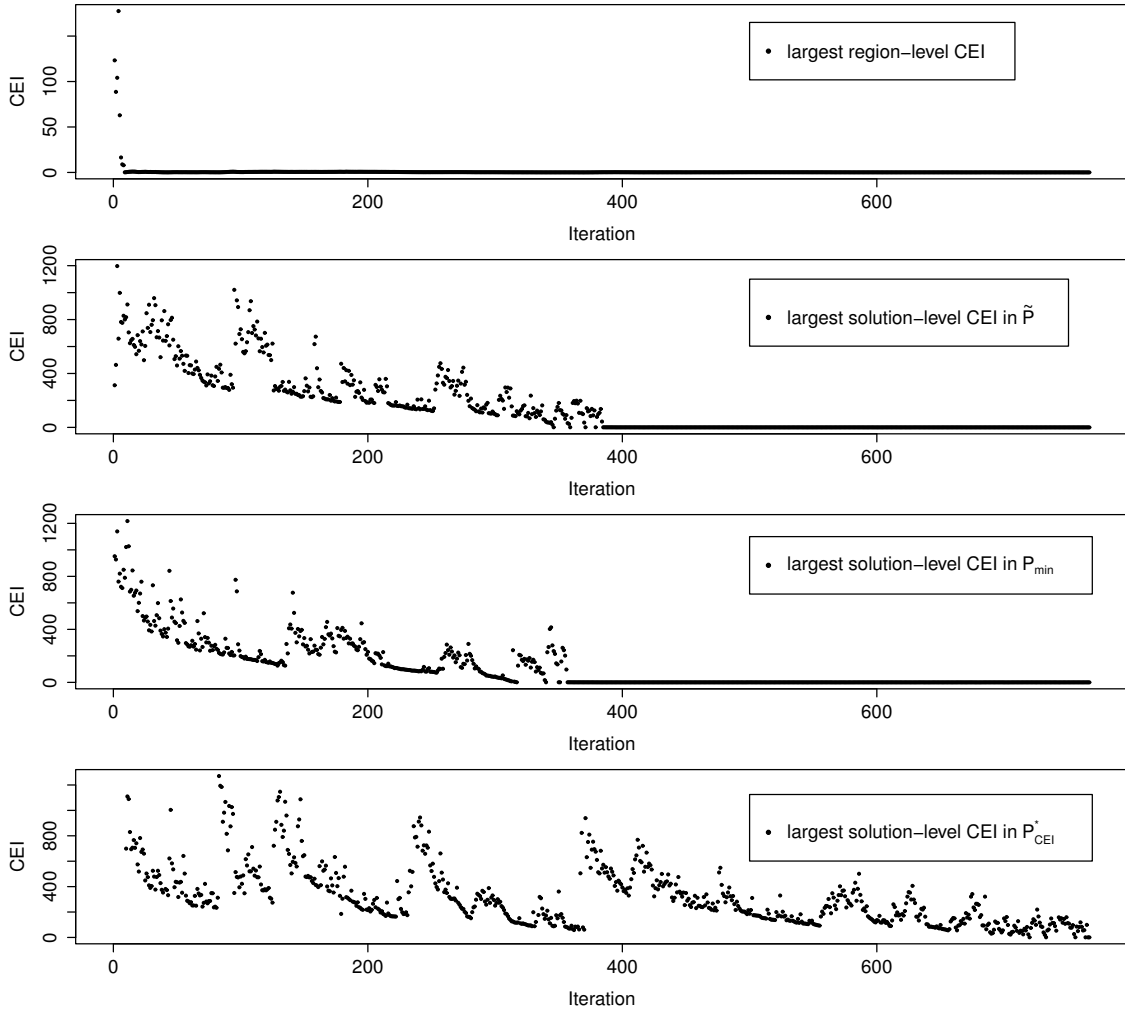 largest region−level CEI
CEI
0 50 100
0 200 400 600
Iteration
largest solution−level CEI in P̃
CEI
0 400 800 1200
0 200 400 600
Iteration
largest solution−level CEI in P_min
CEI
0 400 800 1200
0 200 400 600
Iteration
largest solution−level CEI in P*_CEI
CEI
0 400 800
0 200 400 600
Iteration